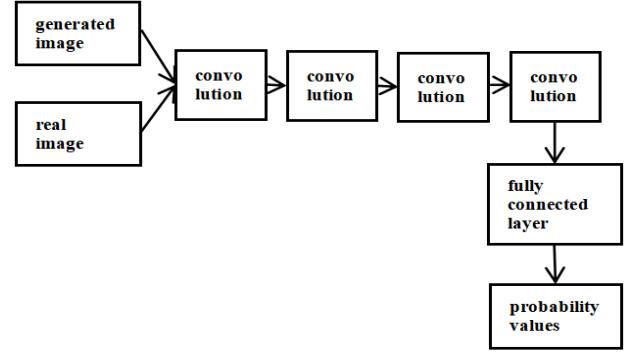 generated
image
real
image
convo
lution
convo
lution
convo
lution
convo
lution
fully
connected
layer
probability
values